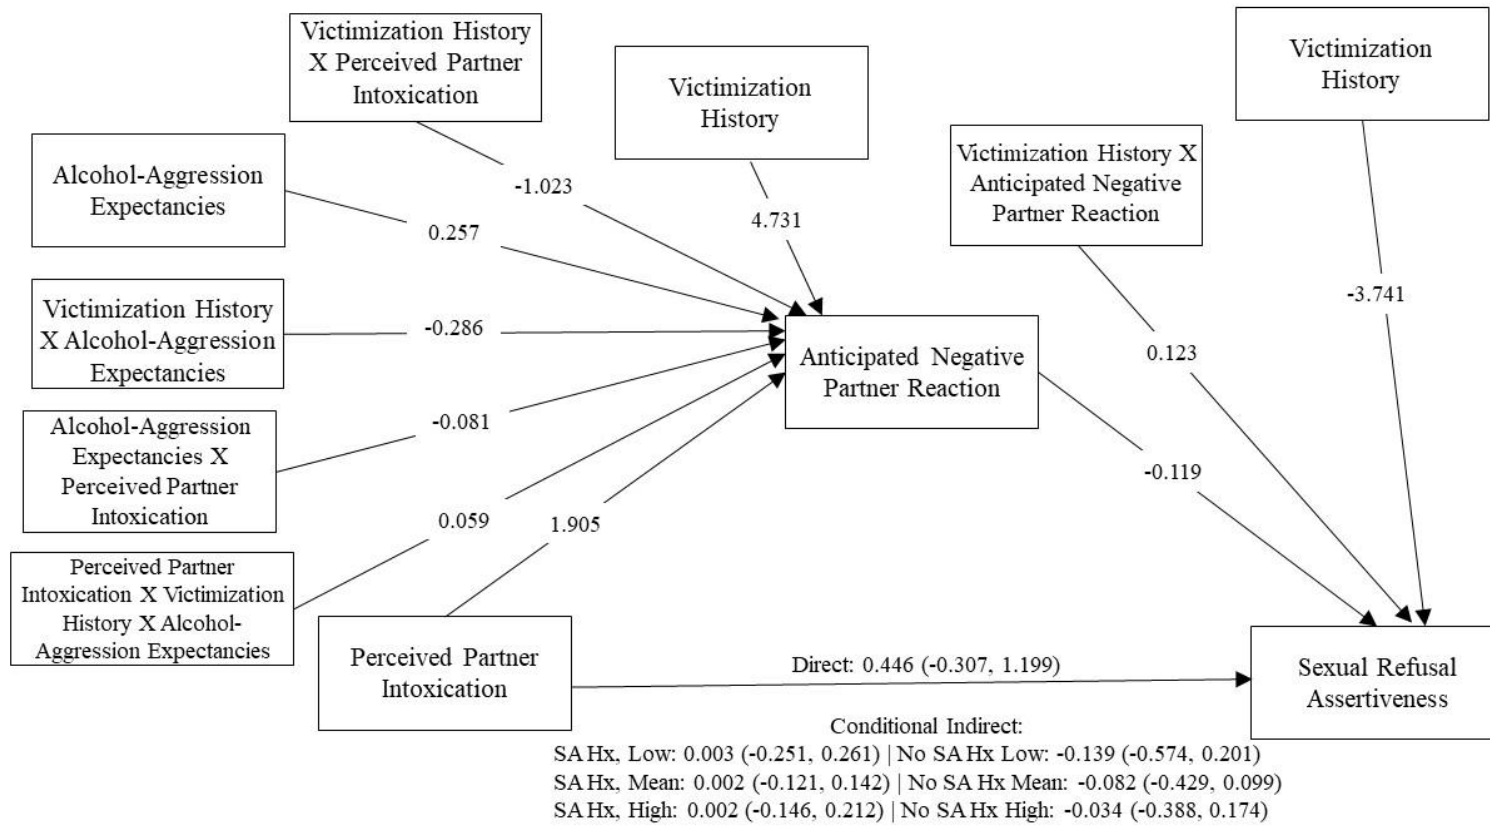 Victimization History
X Perceived Partner
Intoxication
Victimization
History
Victimization
History
Alcohol-Aggression
Expectancies
Victimization History X
Anticipated Negative
Partner Reaction
-1.023
0.257
4.731
Victimization History
X Alcohol-Aggression
Expectancies
-0.286
-3.741
0.123
Anticipated Negative
Partner Reaction
Alcohol-Aggression
Expectancies X
Perceived Partner
Intoxication
-0.081
-0.119
0.059
1.905
Perceived Partner
Intoxication X Victimization
History X Alcohol-
Aggression Expectancies
Perceived Partner
Intoxication
Direct: 0.446 (-0.307, 1.199)
Sexual Refusal
Assertiveness
Conditional Indirect:
SA Hx, Low: 0.003 (-0.251, 0.261) | No SA Hx Low: -0.139 (-0.574, 0.201)
SA Hx, Mean: 0.002 (-0.121, 0.142) | No SA Hx Mean: -0.082 (-0.429, 0.099)
SA Hx, High: 0.002 (-0.146, 0.212) | No SA Hx High: -0.034 (-0.388, 0.174)